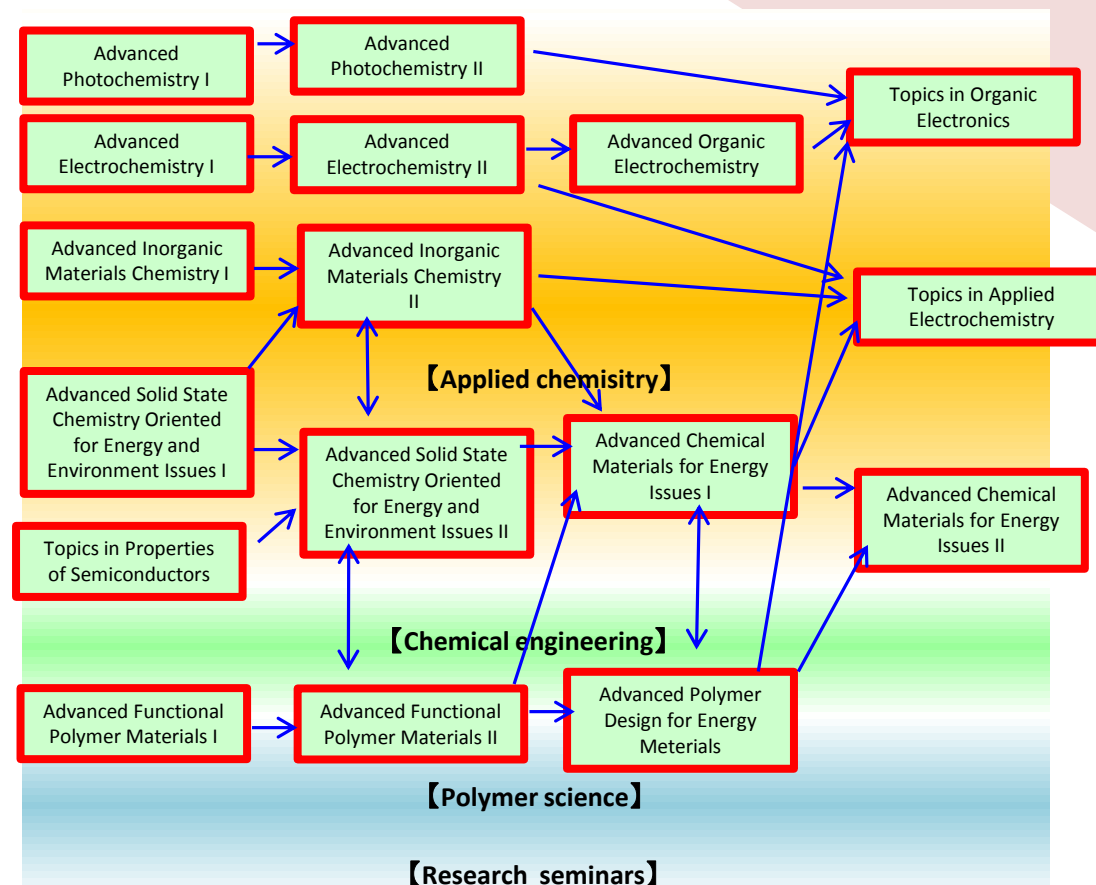 Advanced
Photochemistry I
Advanced
Photochemistry II
Topics in Organic
Electronics
Advanced
Electrochemistry I
Advanced
Electrochemistry II
Advanced Organic
Electrochemistry
Advanced Inorganic
Materials Chemistry I
Advanced Inorganic
Materials Chemistry
II
Topics in Applied
Electrochemistry
【Applied chemisitry】
Advanced Solid State
Chemistry Oriented
for Energy and
Environment Issues I
Advanced Solid State
Chemistry Oriented
for Energy and
Environment Issues II
Advanced Chemical
Materials for Energy
Issues I
Advanced Chemical
Materials for Energy
Issues II
Topics in Properties
of Semiconductors
【Chemical engineering】
Advanced Functional
Polymer Materials I
Advanced Functional
Polymer Materials II
Advanced Polymer
Design for Energy
Meterials
【Polymer science】
【Research seminars】